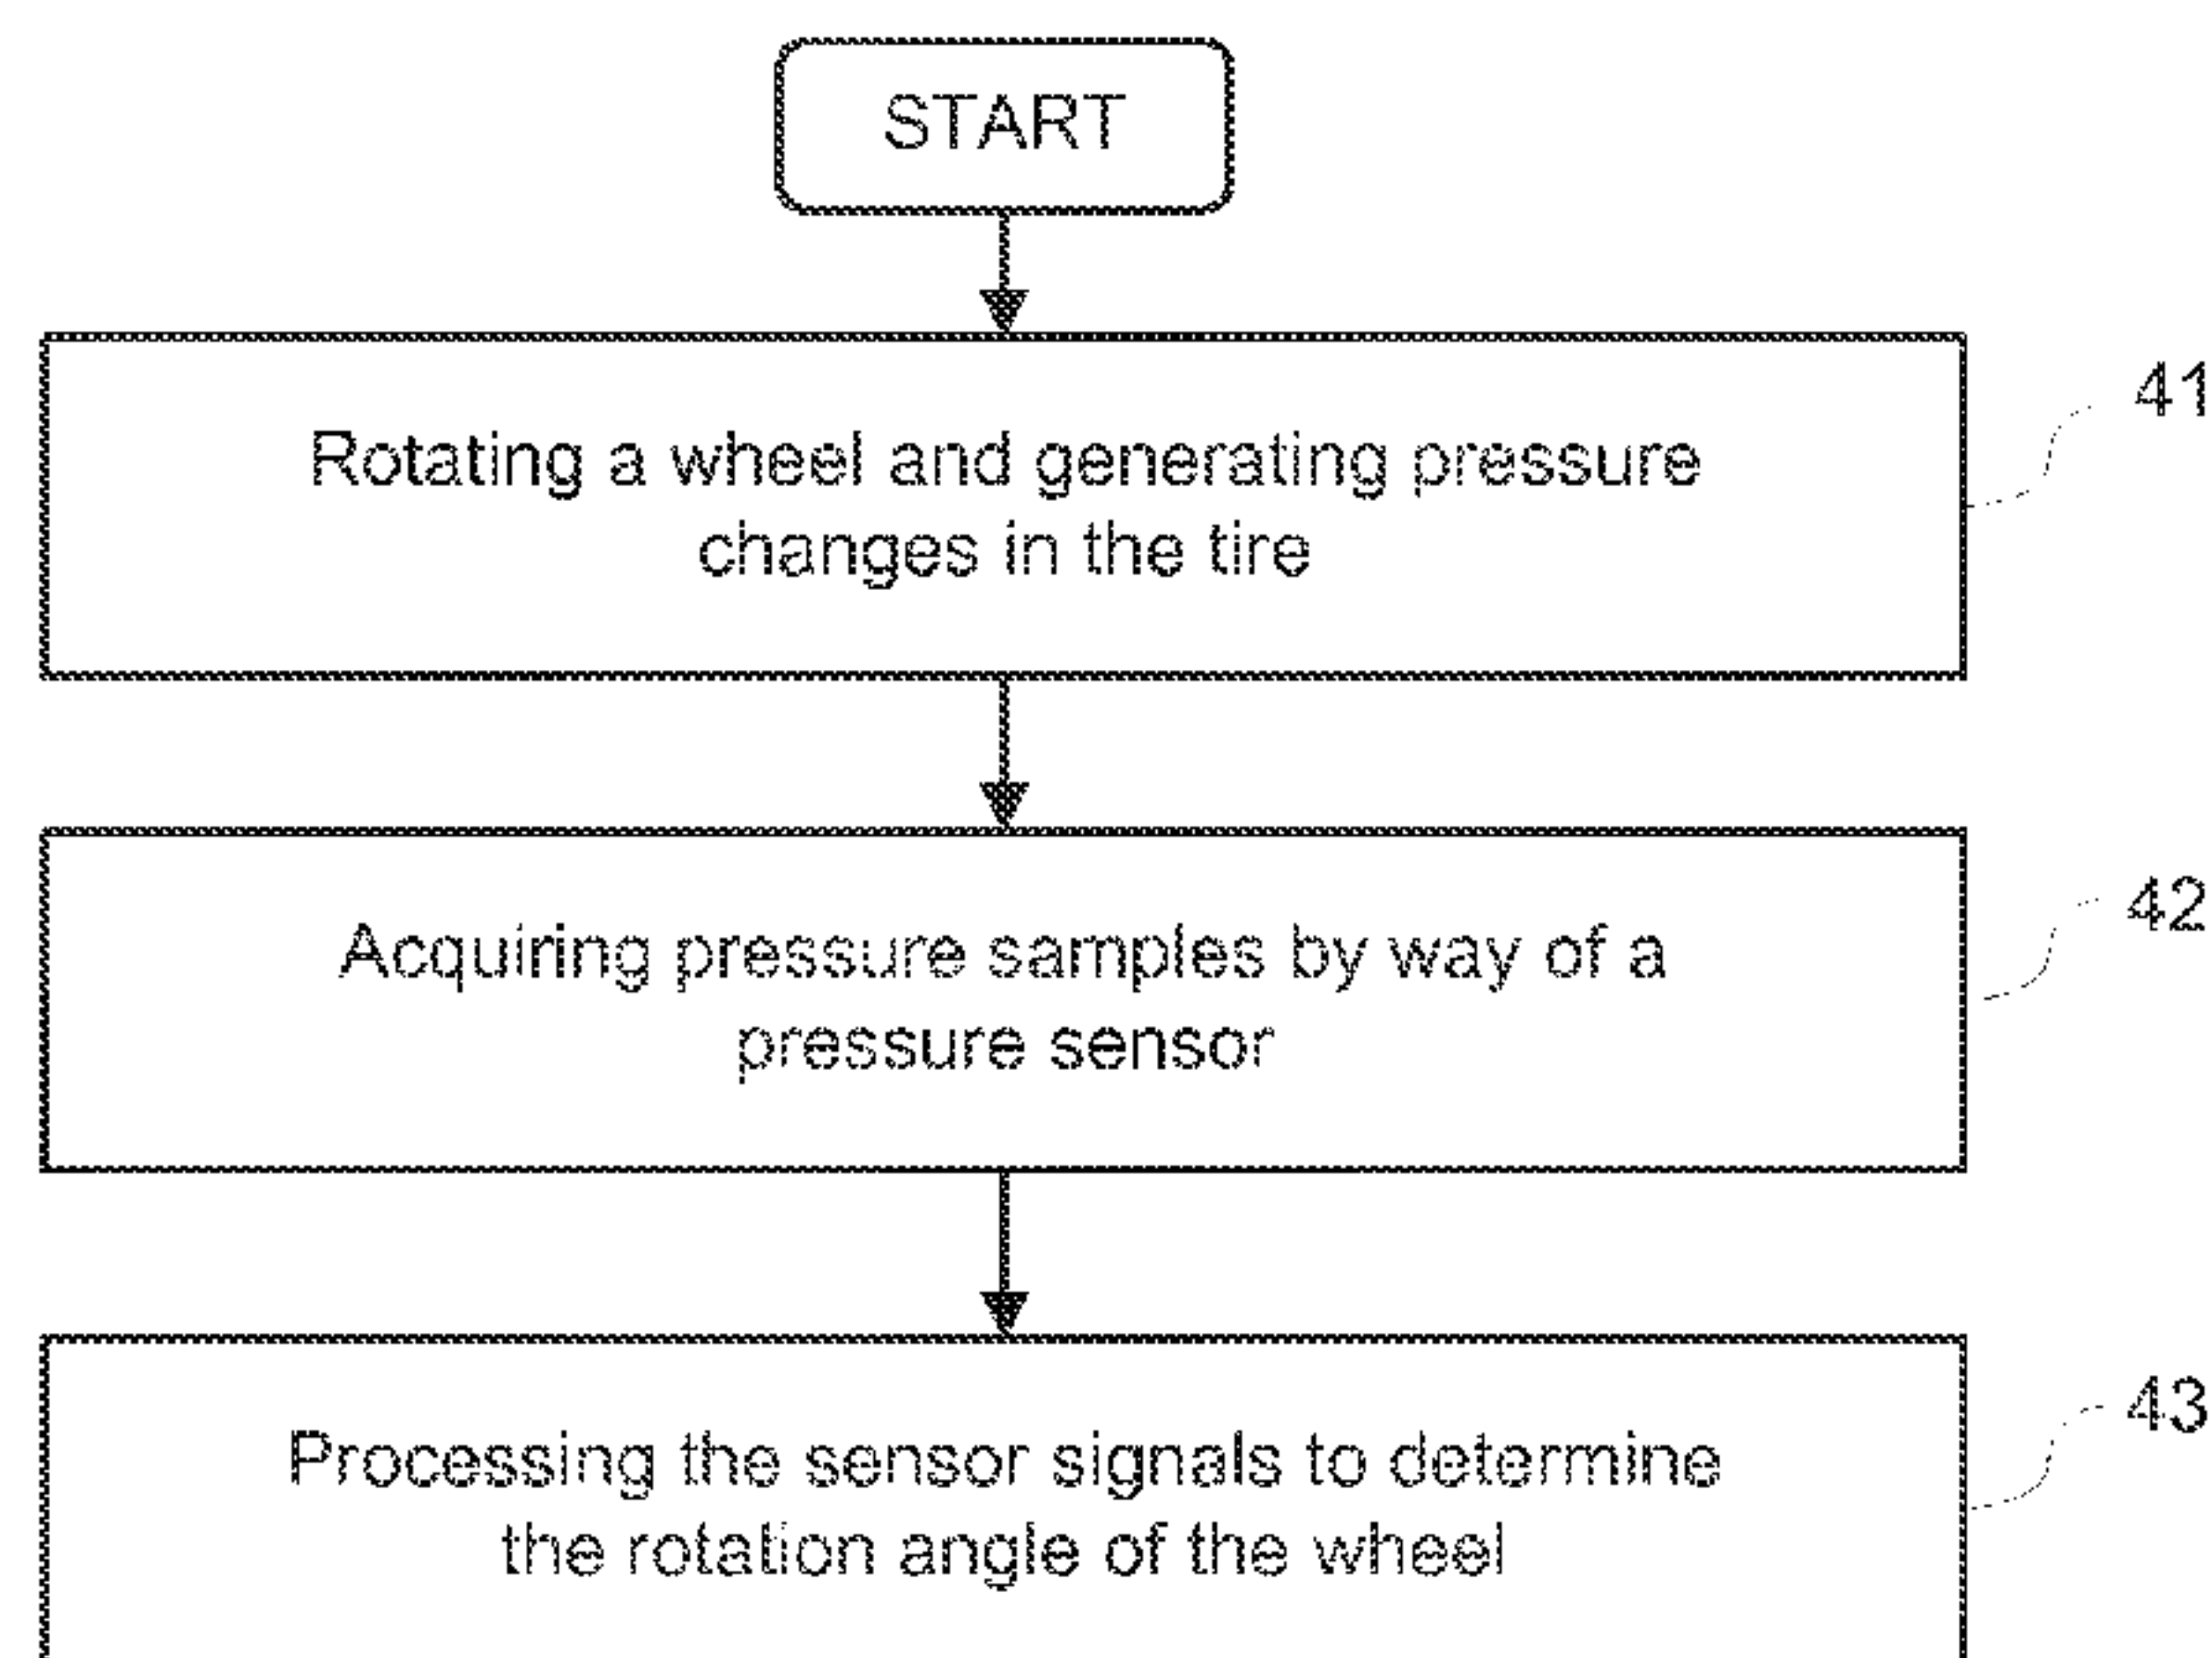 START
Rotating a wheel and generating pressure
changes in the tire
41
Acquiring pressure samples by way of a
pressure sensor
42
Processing the sensor signals to determine
the rotation angle of the wheel
43